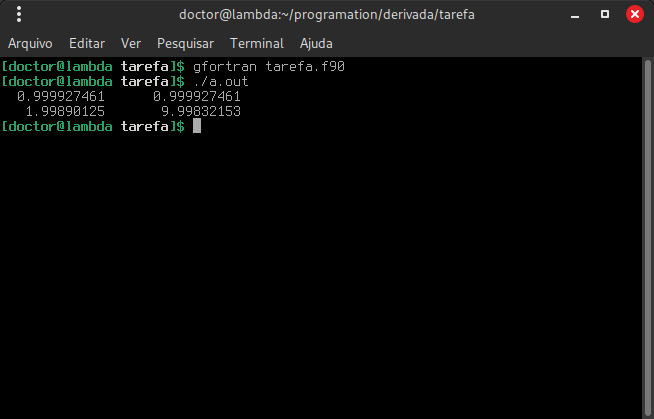 doctor@lambda:~/programation/derivada/tarefa
Arquivo Editar Ver Pesquisar Terminal Ajuda
[doctor@lambda tarefa]$ gfortran tarefa.f90
[doctor@lambda tarefa]$ ./a.out
0.999927461 0.999927461
1.99890125 9.99832153
[doctor@lambda tarefa]$